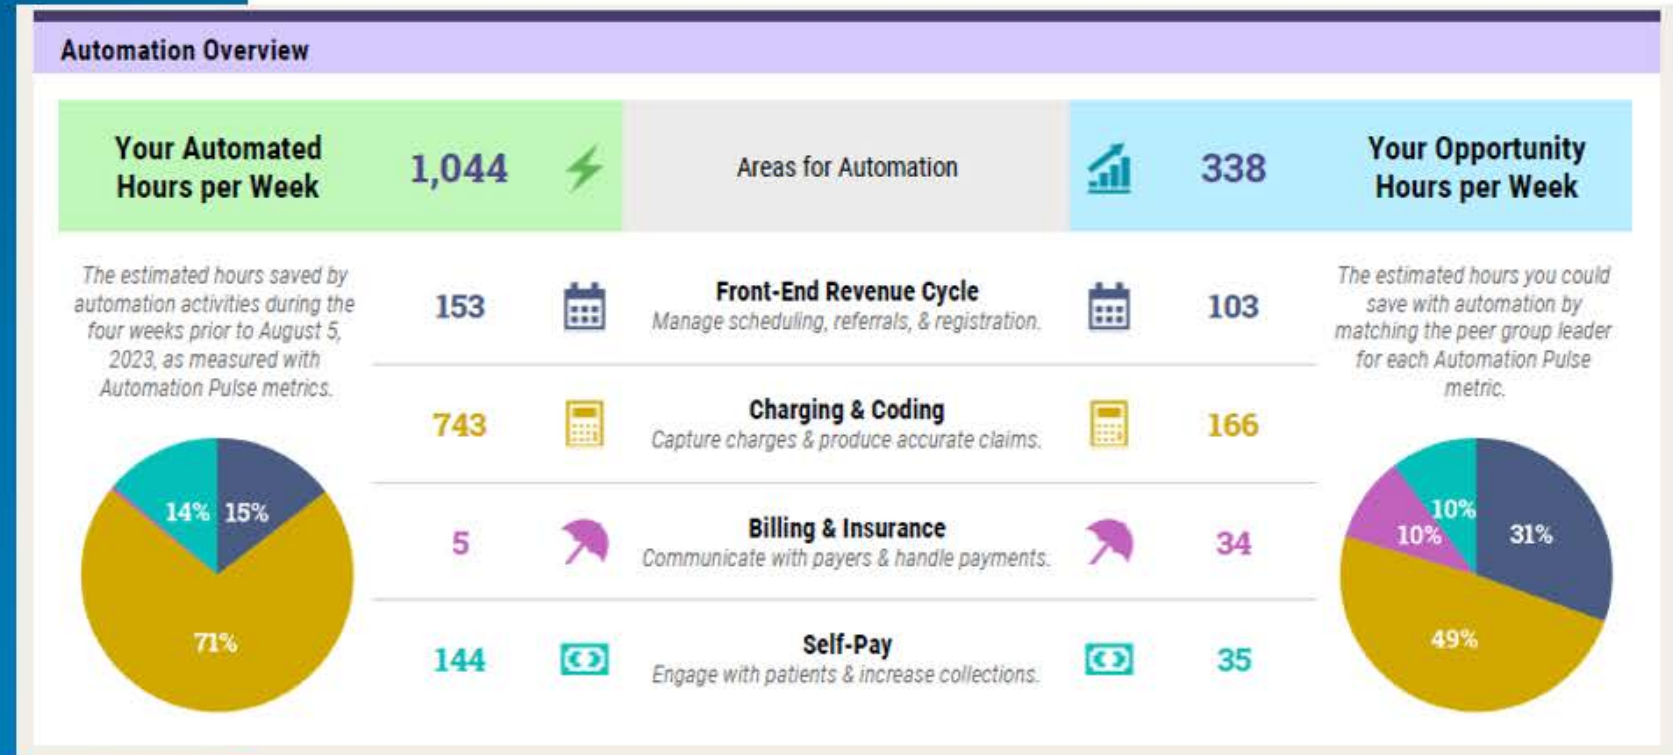 Automation Overview
Your Automated
Hours per Week
1,044
Areas for Automation
338
Your Opportunity
Hours per Week
The estimated hours saved by
automation activities during the
four weeks prior to August 5,
2023, as measured with
Automation Pulse metrics.
153
Front-End Revenue Cycle
Manage scheduling, referrals, & registration.
103
743
Charging & Coding
Capture charges & produce accurate claims.
166
5
Billing & Insurance
Communicate with payers & handle payments.
34
144
Self-Pay
Engage with patients & increase collections.
35
The estimated hours you could
save with automation by
matching the peer group leader
for each Automation Pulse
metric.
14% 15%
71%
10%
10%
31%
49%